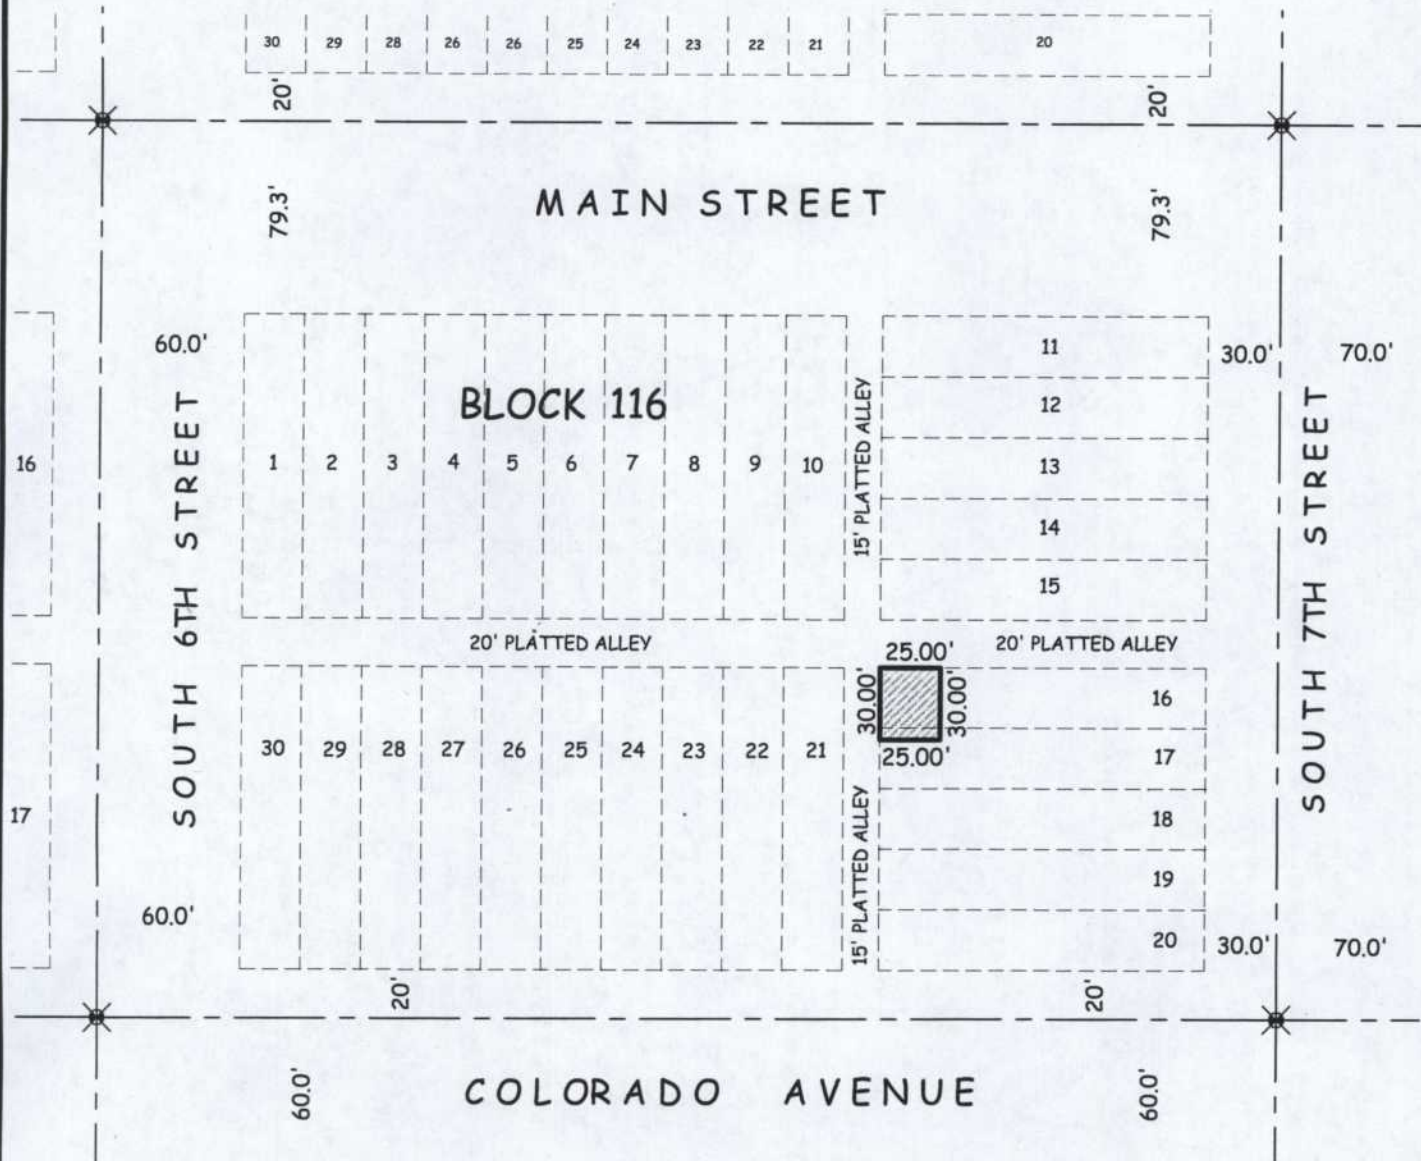 30 29 28 26 26 25 24 23 22 21 20
20' 20'
79.3' MAIN STREET 79.3'
60.0' 11 30.0' 70.0'
BLOCK 116 12
16 1 2 3 4 5 6 7 8 9 10 13
15' PLATTED ALLEY
14
15
SOUTH 6TH STREET
SOUTH 7TH STREET
20' PLATTED ALLEY 20' PLATTED ALLEY
25.00'
30.00' 30.00' 16
30 29 28 27 26 25 24 23 22 21 25.00' 17
17 18
15' PLATTED ALLEY
19
60.0' 20 30.0' 70.0'
20' 20'
60.0' COLORADO AVENUE 60.0'